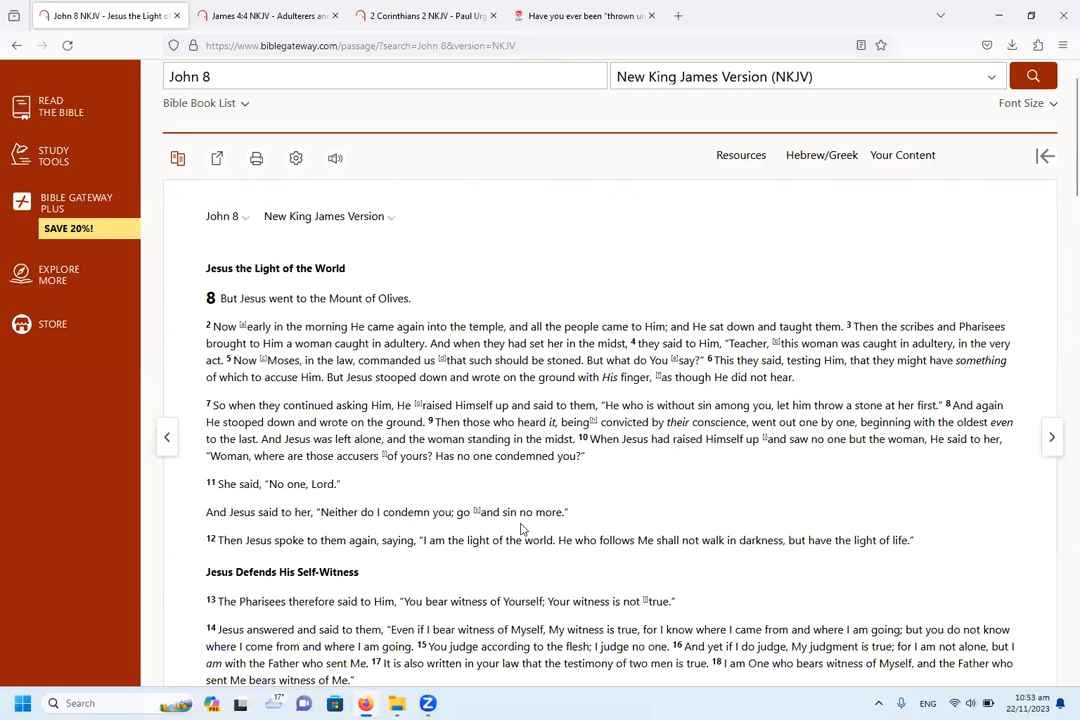 John 8 NKJV - Jesus the Light of
James 4:4 NKJV - Adulterers an
2 Corinthians 2 NKJV - Paul Ur
Have you ever been "thrown un
https://www.biblegateway.com/passage/?search=John 8&version=NKJV
John 8
New King James Version (NKJV)
Bible Book List
Font Size
READ
THE BIBLE
STUDY
TOOLS
BIBLE GATEWAY
PLUS
SAVE 20%!
EXPLORE
MORE
STORE
Resources
Hebrew/Greek
Your Content
John 8
New King James Version
Jesus the Light of the World
8 But Jesus went to the Mount of Olives.
2 Now [a]early in the morning He came again into the temple, and all the people came to Him; and He sat down and taught them. 3 Then the scribes and Pharisees
brought to Him a woman caught in adultery. And when they had set her in the midst, 4 they said to Him, “Teacher, [b]this woman was caught in adultery, in the very
act. 5 Now [c]Moses, in the law, commanded us [d]that such should be stoned. But what do You [e]say?” 6 This they said, testing Him, that they might have something
of which to accuse Him. But Jesus stooped down and wrote on the ground with His finger, [f]as though He did not hear.
7 So when they continued asking Him, He [g]raised Himself up and said to them, “He who is without sin among you, let him throw a stone at her first.” 8 And again
He stooped down and wrote on the ground. 9 Then those who heard it, being[h] convicted by their conscience, went out one by one, beginning with the oldest even
to the last. And Jesus was left alone, and the woman standing in the midst. 10 When Jesus had raised Himself up [i]and saw no one but the woman, He said to her,
“Woman, where are those accusers [j]of yours? Has no one condemned you?”
11 She said, “No one, Lord.”
And Jesus said to her, “Neither do I condemn you; go [k]and sin no more.”
12 Then Jesus spoke to them again, saying, “I am the light of the world. He who follows Me shall not walk in darkness, but have the light of life.”
Jesus Defends His Self-Witness
13 The Pharisees therefore said to Him, “You bear witness of Yourself; Your witness is not [l]true.”
14 Jesus answered and said to them, “Even if I bear witness of Myself, My witness is true, for I know where I came from and where I am going; but you do not know
where I come from and where I am going. 15 You judge according to the flesh; I judge no one. 16 And yet if I do judge, My judgment is true; for I am not alone, but I
am with the Father who sent Me. 17 It is also written in your law that the testimony of two men is true. 18 I am One who bears witness of Myself, and the Father who
sent Me bears witness of Me.”
Search
17°
ENG
10:53 am
22/11/2023